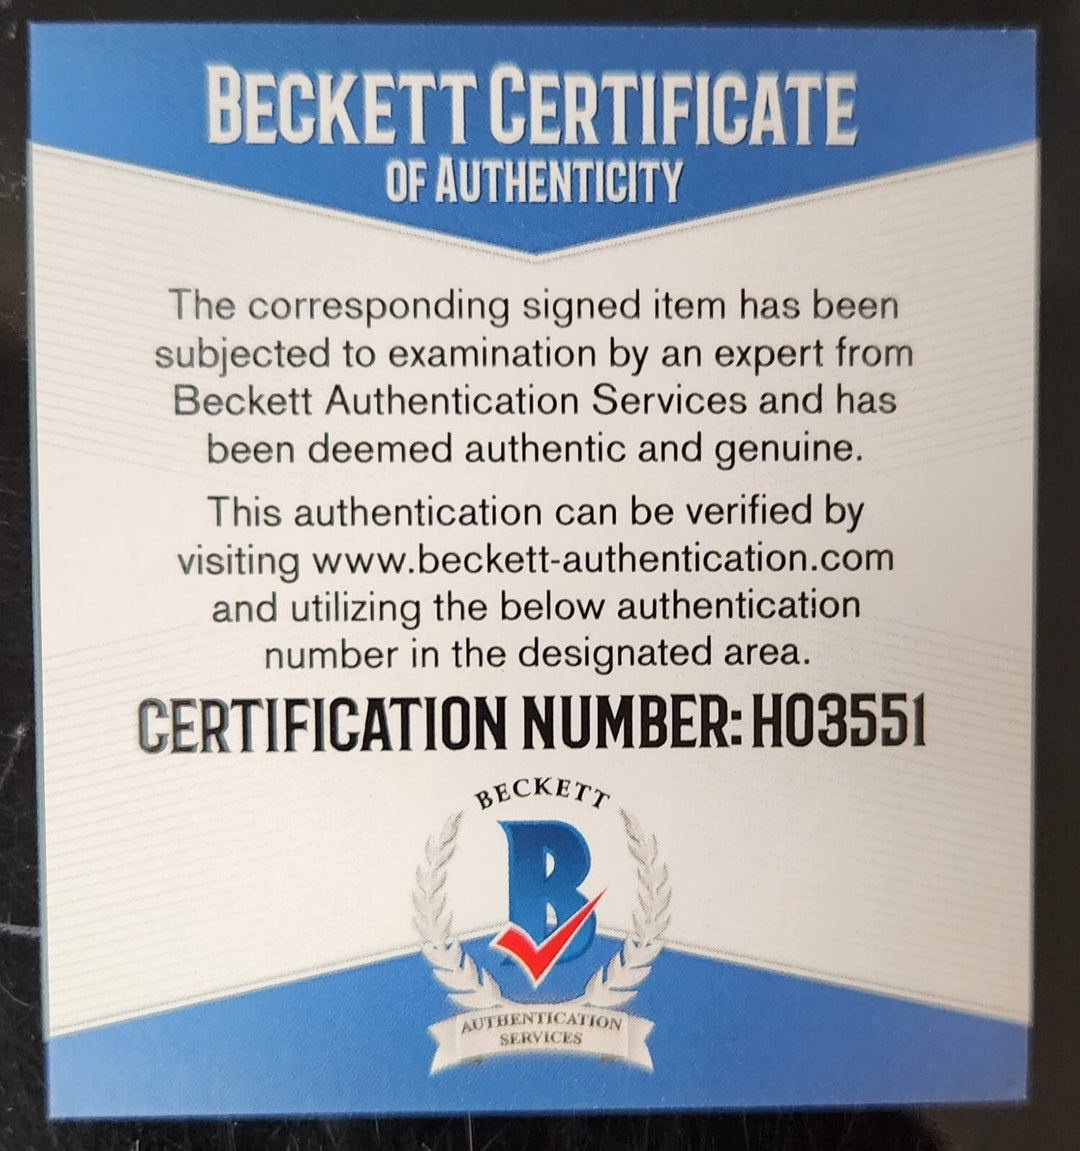 BECKETT CERTIFICATE
OF AUTHENTICITY
The corresponding signed item has been
subjected to examination by an expert from
Beckett Authentication Services and has
been deemed authentic and genuine.
This authentication can be verified by
visiting www.beckett-authentication.com
and utilizing the below authentication
number in the designated area.
CERTIFICATION NUMBER: H03551
BECKETT
B
AUTHENTICATION
SERVICES